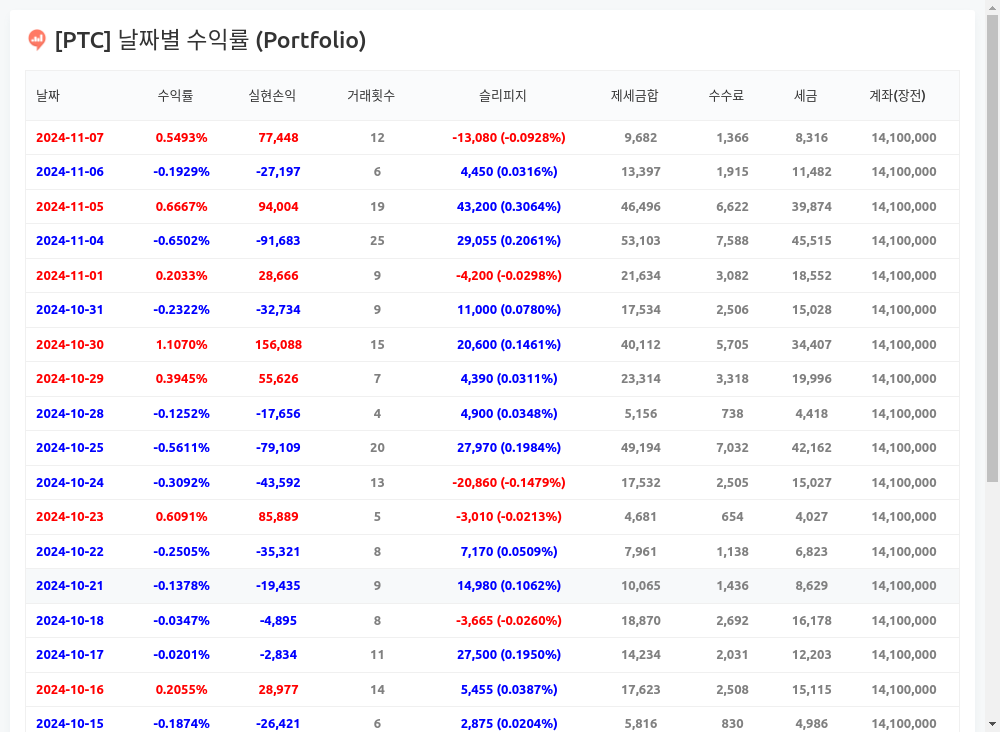 [PTC] 날짜별 수익률 (Portfolio)
날짜 수익률 실현손익 거래횟수 슬리피지 제세금합 수수료 세금 계좌(장전)
2024-11-07 0.5493% 77,448 12 -13,080 (-0.0928%) 9,682 1,366 8,316 14,100,000
2024-11-06 -0.1929% -27,197 6 4,450 (0.0316%) 13,397 1,915 11,482 14,100,000
2024-11-05 0.6667% 94,004 19 43,200 (0.3064%) 46,496 6,622 39,874 14,100,000
2024-11-04 -0.6502% -91,683 25 29,055 (0.2061%) 53,103 7,588 45,515 14,100,000
2024-11-01 0.2033% 28,666 9 -4,200 (-0.0298%) 21,634 3,082 18,552 14,100,000
2024-10-31 -0.2322% -32,734 9 11,000 (0.0780%) 17,534 2,506 15,028 14,100,000
2024-10-30 1.1070% 156,088 15 20,600 (0.1461%) 40,112 5,705 34,407 14,100,000
2024-10-29 0.3945% 55,626 7 4,390 (0.0311%) 23,314 3,318 19,996 14,100,000
2024-10-28 -0.1252% -17,656 4 4,900 (0.0348%) 5,156 738 4,418 14,100,000
2024-10-25 -0.5611% -79,109 20 27,970 (0.1984%) 49,194 7,032 42,162 14,100,000
2024-10-24 -0.3092% -43,592 13 -20,860 (-0.1479%) 17,532 2,505 15,027 14,100,000
2024-10-23 0.6091% 85,889 5 -3,010 (-0.0213%) 4,681 654 4,027 14,100,000
2024-10-22 -0.2505% -35,321 8 7,170 (0.0509%) 7,961 1,138 6,823 14,100,000
2024-10-21 -0.1378% -19,435 9 14,980 (0.1062%) 10,065 1,436 8,629 14,100,000
2024-10-18 -0.0347% -4,895 8 -3,665 (-0.0260%) 18,870 2,692 16,178 14,100,000
2024-10-17 -0.0201% -2,834 11 27,500 (0.1950%) 14,234 2,031 12,203 14,100,000
2024-10-16 0.2055% 28,977 14 5,455 (0.0387%) 17,623 2,508 15,115 14,100,000
2024-10-15 -0.1874% -26,421 6 2,875 (0.0204%) 5,816 830 4,986 14,100,000